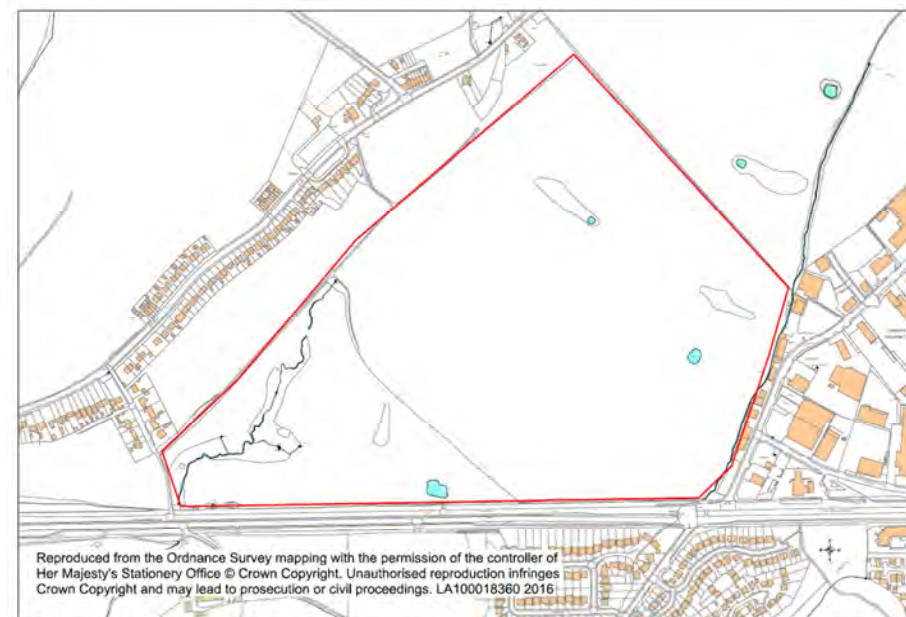 Reproduced from the Ordnance Survey mapping with the permission of the controller of
Her Majesty's Stationery Office © Crown Copyright. Unauthorised reproduction infringes
Crown Copyright and may lead to prosecution or civil proceedings. LA100018360 2016